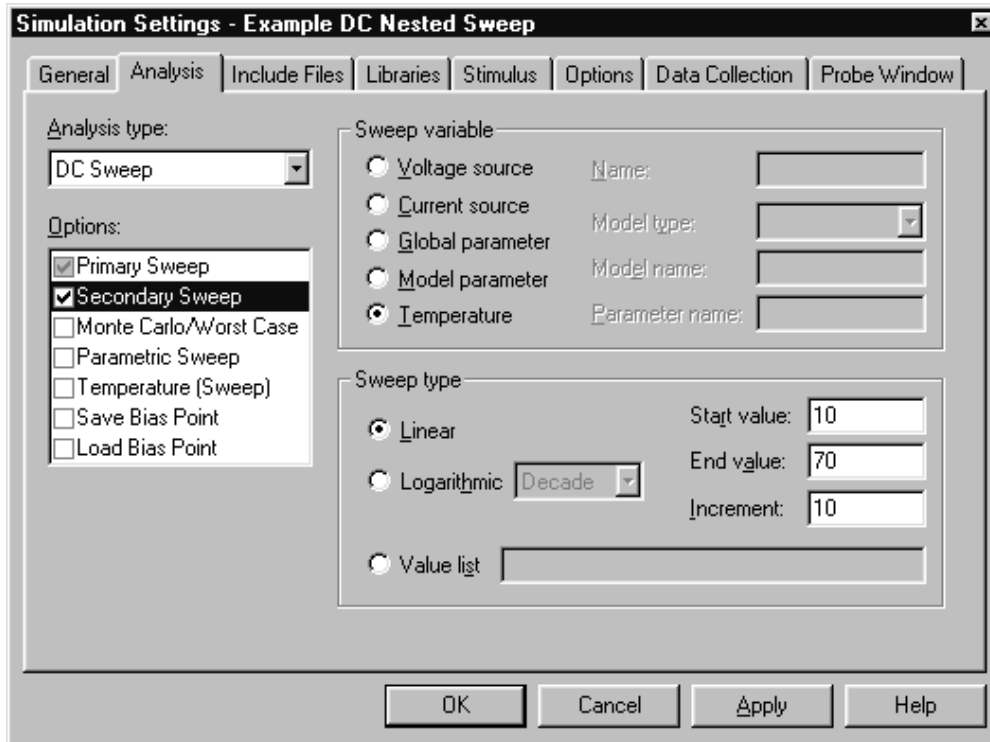 Simulation Settings - Example DC Nested Sweep
General Analysis Include Files Libraries Stimulus Options Data Collection Probe Window
Analysis type:
DC Sweep
Options:
Primary Sweep
Secondary Sweep
Monte Carlo/Worst Case
Parametric Sweep
Temperature (Sweep)
Save Bias Point
Load Bias Point
Sweep variable
Voltage source
Current source
Global parameter
Model parameter
Temperature
Name:
Model type:
Model name:
Parameter name:
Sweep type
Linear
Logarithmic Decade
Value list
Start value: 10
End value: 70
Increment: 10
OK Cancel Apply Help